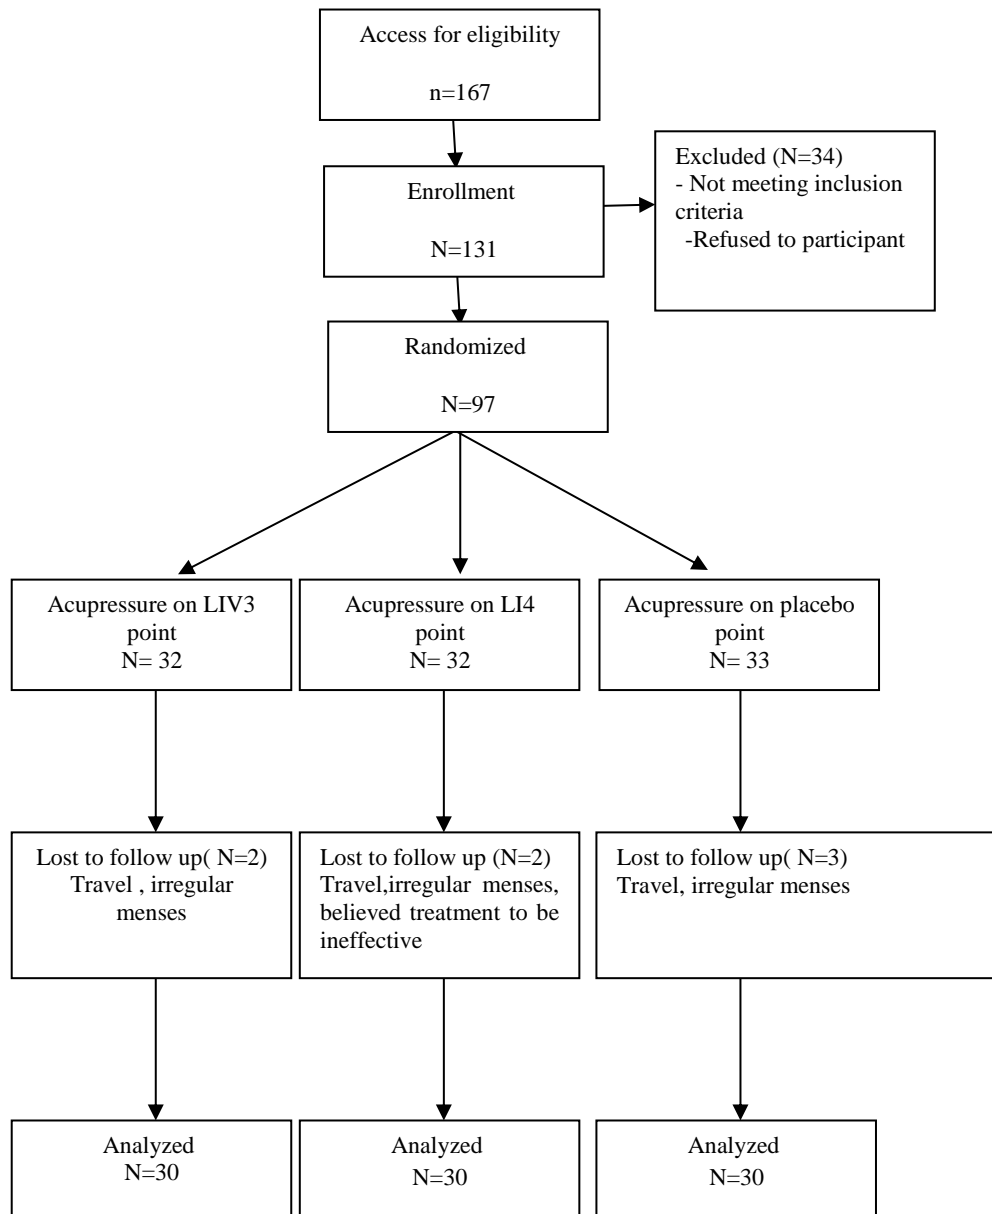 Access for eligibility
n=167
Enrollment
N=131
Excluded (N=34)
- Not meeting inclusion
criteria
-Refused to participant
Randomized
N=97
Acupressure on LIV3
point
N= 32
Acupressure on LI4
point
N= 32
Acupressure on placebo
point
N= 33
Lost to follow up( N=2)
Travel , irregular
menses
Lost to follow up (N=2)
Travel,irregular menses,
believed treatment to be
ineffective
Lost to follow up( N=3)
Travel, irregular menses
Analyzed
N=30
Analyzed
N=30
Analyzed
N=30